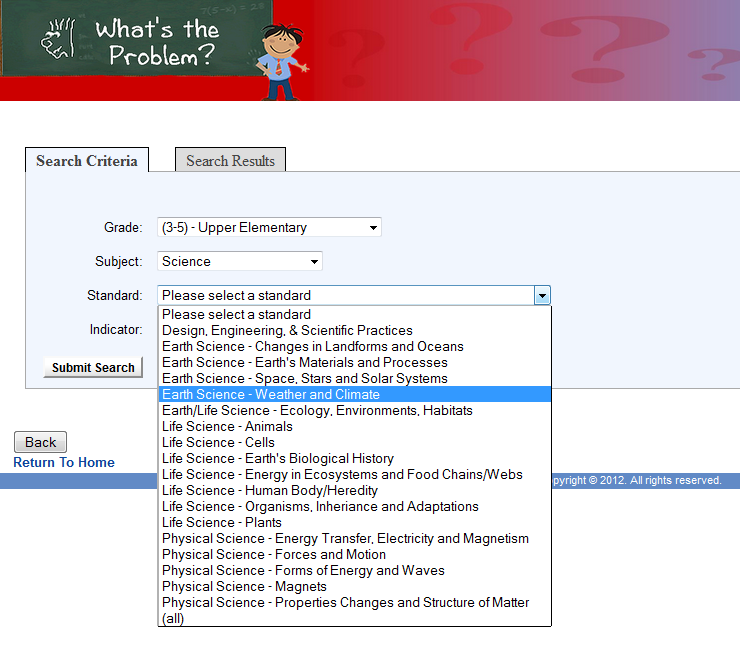 7(5-x) = 28
What's the
Problem?
Search Criteria
Search Results
Grade: (3-5) - Upper Elementary
Subject: Science
Standard: Please select a standard
Please select a standard
Design, Engineering, & Scientific Practices
Earth Science - Changes in Landforms and Oceans
Indicator:
Earth Science - Earth's Materials and Processes
Submit Search
Earth Science - Space, Stars and Solar Systems
Earth Science - Weather and Climate
Earth/Life Science - Ecology, Environments, Habitats
Life Science - Animals
Back
Life Science - Cells
Return To Home
Life Science - Earth's Biological History
Life Science - Energy in Ecosystems and Food Chains/Webs
opyright © 2012. All rights reserved.
Life Science - Human Body/Heredity
Life Science - Organisms, Inheriance and Adaptations
Life Science - Plants
Physical Science - Energy Transfer, Electricity and Magnetism
Physical Science - Forces and Motion
Physical Science - Forms of Energy and Waves
Physical Science - Magnets
Physical Science - Properties Changes and Structure of Matter
(all)